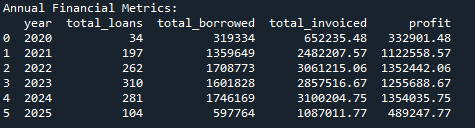 Annual Financial Metrics:
year total_loans total_borrowed total_invoiced profit
0 2020 34 319334 652235.48 332901.48
1 2021 197 1359649 2482207.57 1122558.57
2 2022 262 1708773 3061215.06 1352442.06
3 2023 310 1601828 2857516.67 1255688.67
4 2024 281 1746169 3100204.75 1354035.75
5 2025 104 597764 1087011.77 489247.77